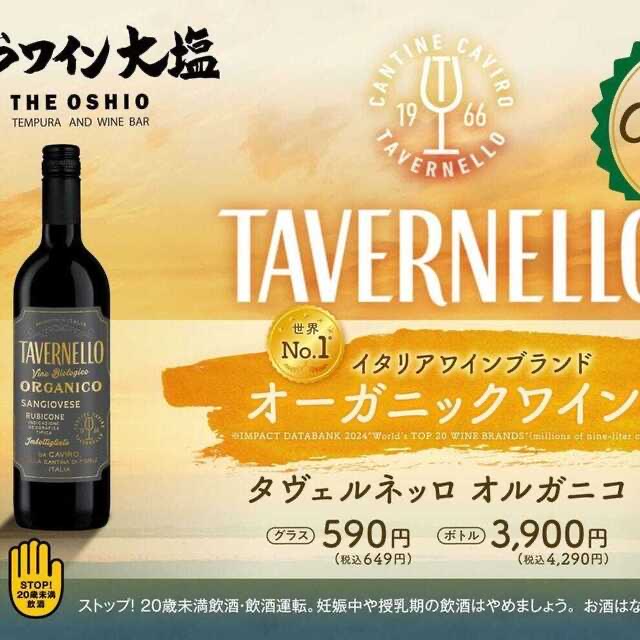 らワイン大塩
THE OSHIO
TEMPURA AND WINE BAR
CANTINE CAVIRO
1966
TAVERNELLO
TAVERNELLO
世界
No.1
イタリアワインブランド
オーガニックワイン
※IMPACT DATABANK 2024"World's TOP 20 WINE BRANDS"(millions of nine-liter
タヴェルネッロ オルガニコ
グラス 590円 ボトル 3,900円
(税込649円) (税込4,290円)
TAVERNELLO
Vino Biologico
ORGANICO
SANGIOVESE
RUBICONE
INDICAZIONE
GEOGRAFICA
TIPICA
Imbottigliato
DA CAVIRO
ITALIA
CANTINE CAVIRO
TAVERNELLO
STOP!
20歳未満
飲酒
ストップ! 20歳未満飲酒・飲酒運転。妊娠中や授乳期の飲酒はやめましょう。 お酒はな